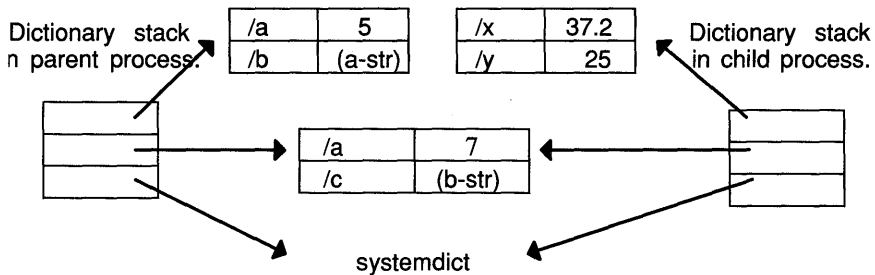 Dictionary stack
n parent process.
/a 5
/b (a-str)
/x 37.2
/y 25
Dictionary stack
in child process.
/a 7
/c (b-str)
systemdict